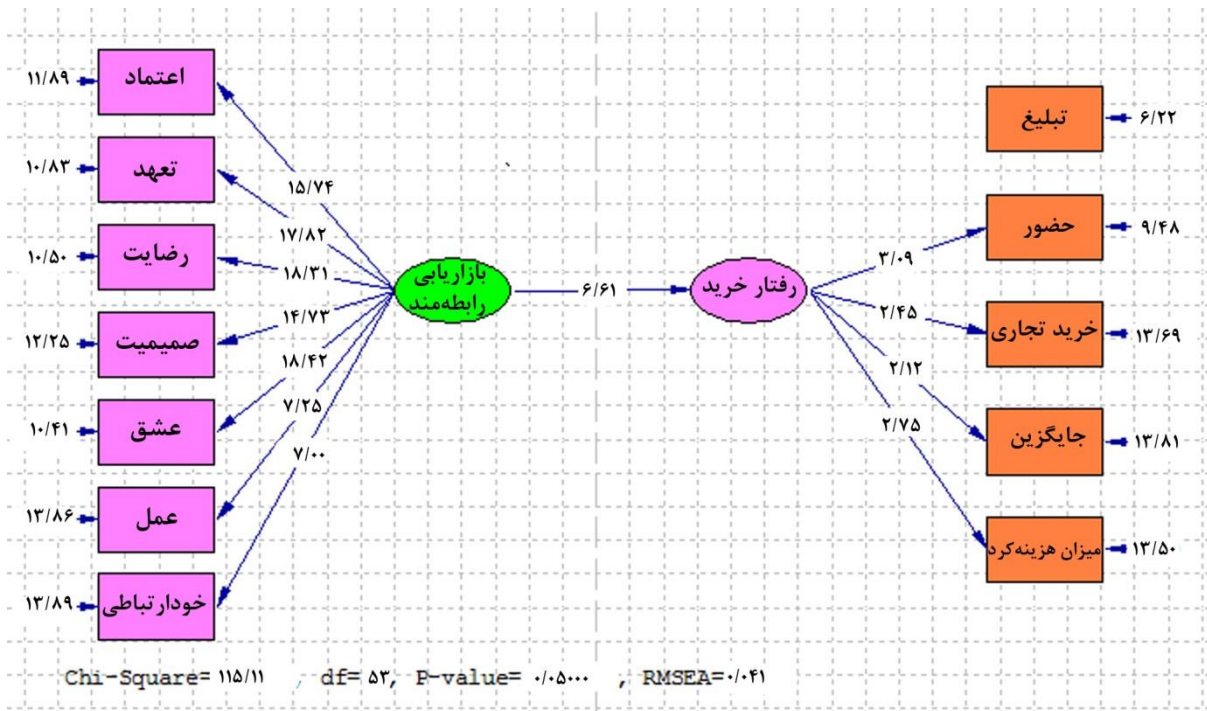 ۱۱/۸۹
اعتماد
۱۰/۸۳
تعهد
۱۰/۵۰
رضایت
۱۲/۲۵
صمیمیت
۱۰/۴۱
عشق
۱۳/۸۶
عمل
۱۳/۸۹
خودارتباطی
۱۵/۷۴
۱۷/۸۲
۱۸/۳۱
۱۴/۷۳
۱۸/۴۲
۷/۲۵
۷/۰۰
بازاریابی
رابطه‌مند
۶/۶۱
رفتار خرید
۳/۰۹
۲/۴۵
۲/۱۲
۲/۷۵
تبلیغ
۶/۲۲
حضور
۹/۴۸
خرید تجاری
۱۳/۶۹
جایگزین
۱۳/۸۱
میزان هزینه‌کرد
۱۳/۵۰
Chi-Square= ۱۱۵/۱۱ , df= ۵۳, P-value= ۰/۰۵۰۰۰ , RMSEA=۰/۰۴۱